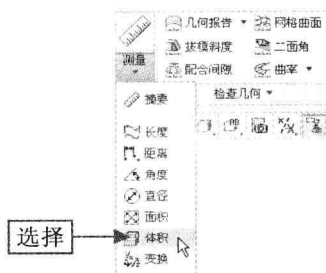 几何报告 网格曲面
拔模斜度 二面角
测量 配合间隙 曲率
检查几何
摘要
长度
距离
角度
直径
面积
选择 体积
变换